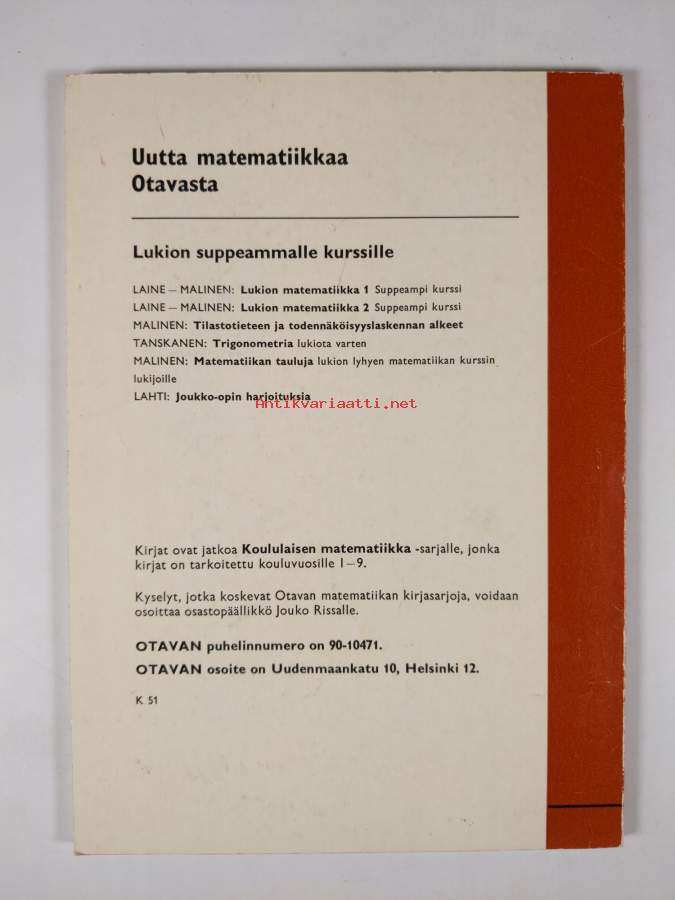 Uutta matematiikkaa
Otavasta
Lukion suppeammalle kurssille
LAINE — MALINEN: Lukion matematiikka 1 Suppeampi kurssi
LAINE — MALINEN: Lukion matematiikka 2 Suppeampi kurssi
MALINEN: Tilastotieteen ja todennäköisyyslaskennan alkeet
TANSKANEN: Trigonometria lukiota varten
MALINEN: Matematiikan tauluja lukion lyhyen matematiikan kurssin
lukijoille
LAHTI: Joukko-opin harjoituksia
Antikvariaatti.net
Kirjat ovat jatkoa Koululaisen matematiikka -sarjalle, jonka
kirjat on tarkoitettu kouluvuosille 1—9.
Kyselyt, jotka koskevat Otavan matematiikan kirjasarjoja, voidaan
osoittaa osastopäällikkö Jouko Rissalle.
OTAVAN puhelinnumero on 90-10471.
OTAVAN osoite on Uudenmaankatu 10, Helsinki 12.
K 51